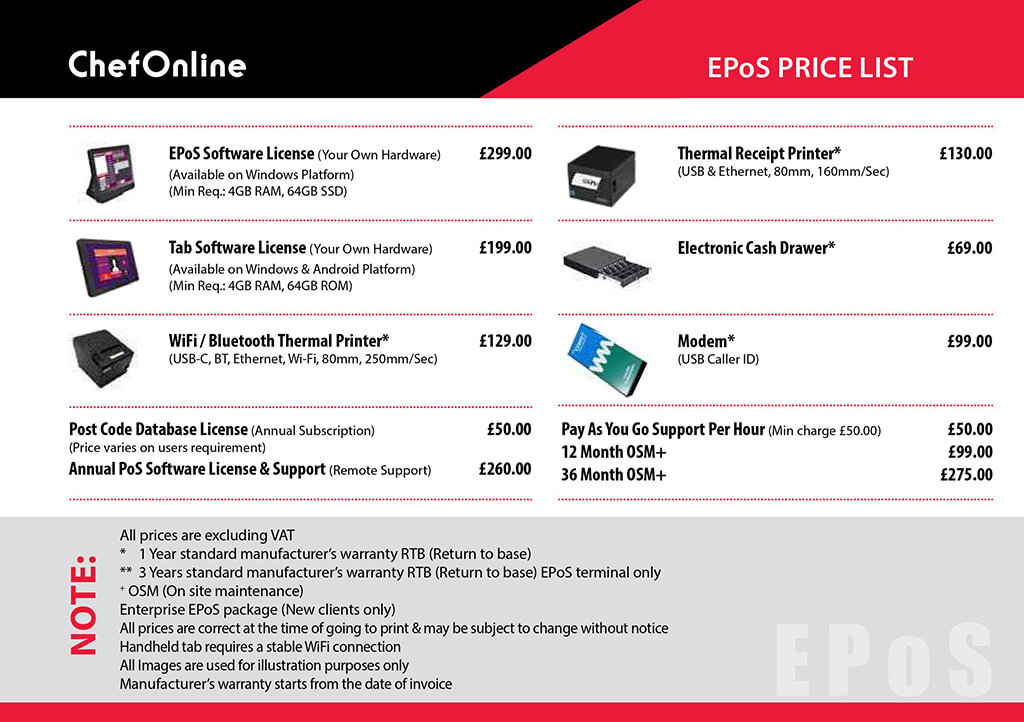 ChefOnline
EPoS PRICE LIST
EPoS Software License (Your Own Hardware) £299.00
(Available on Windows Platform)
(Min Req.: 4GB RAM, 64GB SSD)
Tab Software License (Your Own Hardware) £199.00
(Available on Windows & Android Platform)
(Min Req.: 4GB RAM, 64GB ROM)
WiFi / Bluetooth Thermal Printer* £129.00
(USB-C, BT, Ethernet, Wi-Fi, 80mm, 250mm/Sec)
Post Code Database License (Annual Subscription) £50.00
(Price varies on users requirement)
Annual PoS Software License & Support (Remote Support) £260.00
Thermal Receipt Printer* £130.00
(USB & Ethernet, 80mm, 160mm/Sec)
Electronic Cash Drawer* £69.00
Modem* £99.00
(USB Caller ID)
Pay As You Go Support Per Hour (Min charge £50.00) £50.00
12 Month OSM+ £99.00
36 Month OSM+ £275.00
NOTE:
All prices are excluding VAT
* 1 Year standard manufacturer’s warranty RTB (Return to base)
** 3 Years standard manufacturer’s warranty RTB (Return to base) EPoS terminal only
+ OSM (On site maintenance)
Enterprise EPoS package (New clients only)
All prices are correct at the time of going to print & may be subject to change without notice
Handheld tab requires a stable WiFi connection
All Images are used for illustration purposes only
Manufacturer’s warranty starts from the date of invoice
EPoS